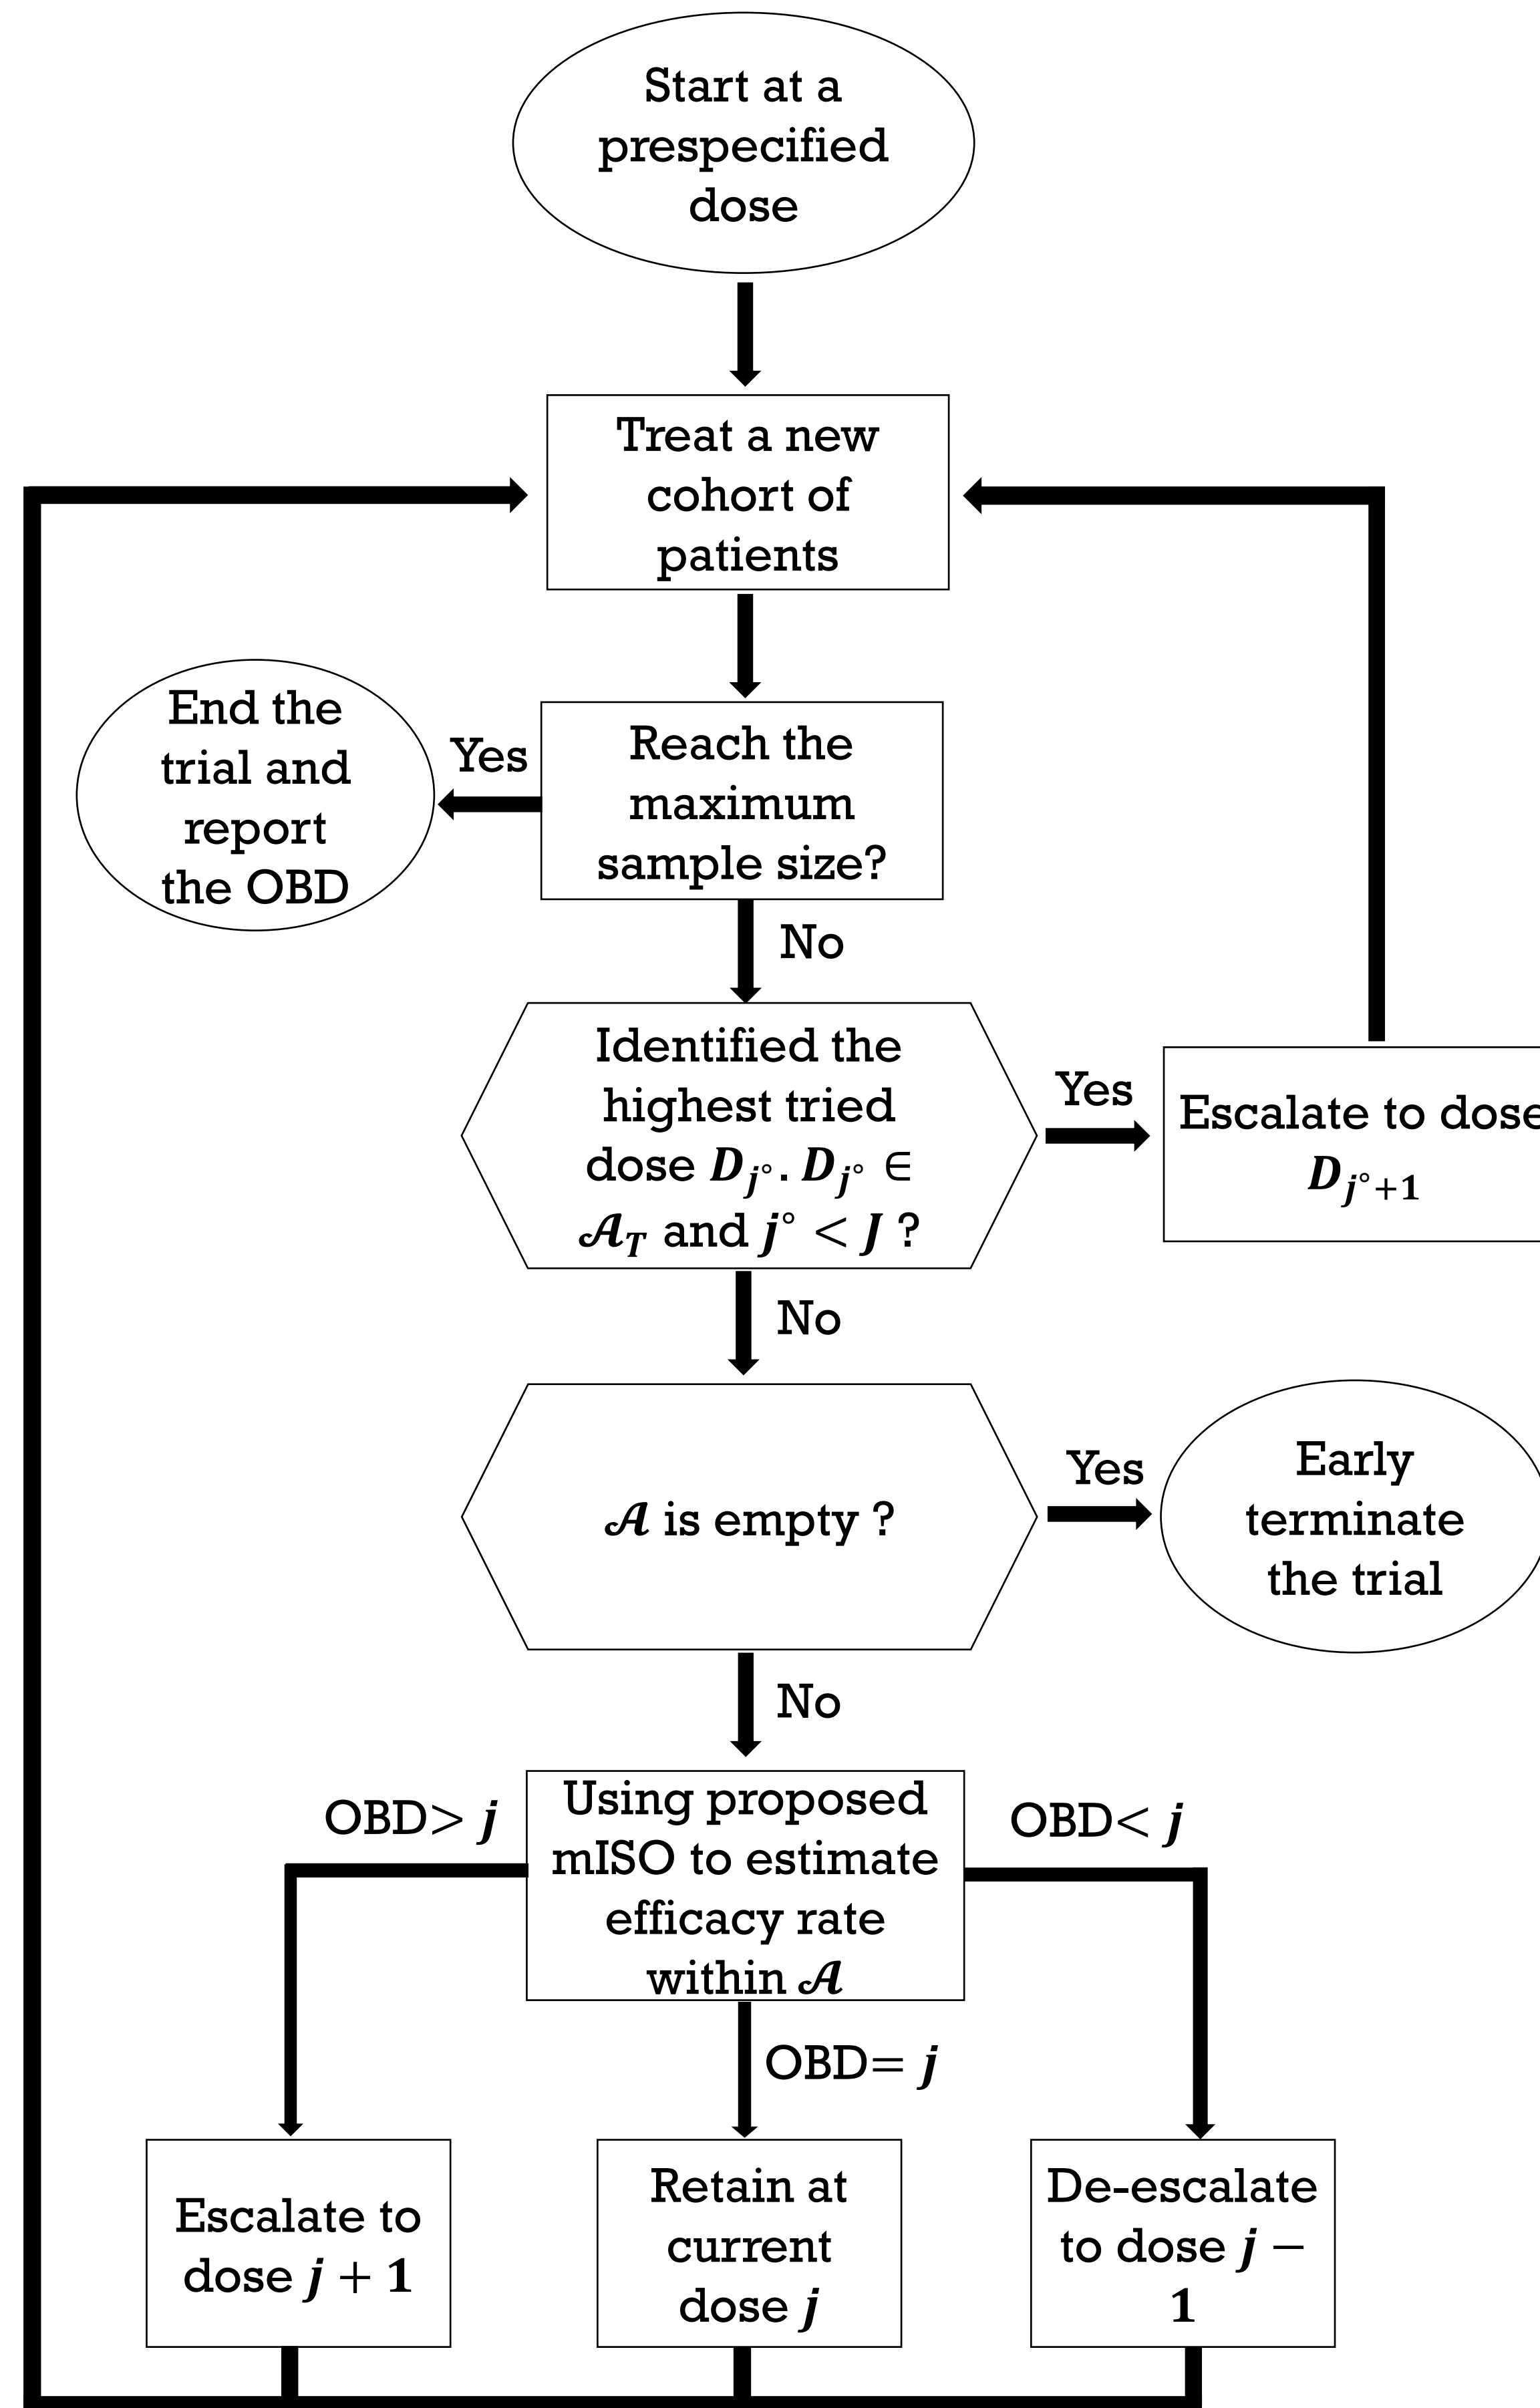 Start at a
prespecified
dose
Treat a new
cohort of
patients
End the
trial and
report
the OBD
Yes
Reach the
maximum
sample size?
No
Identified the
highest tried
dose D_{j°}. D_{j°} ∈
𝒜_T and j° < J ?
Yes
Escalate to dose
D_{j°+1}
No
𝒜 is empty ?
Yes
Early
terminate
the trial
No
OBD> j
Using proposed
mISO to estimate
efficacy rate
within 𝒜
OBD< j
OBD= j
Escalate to
dose j + 1
Retain at
current
dose j
De-escalate
to dose j −
1